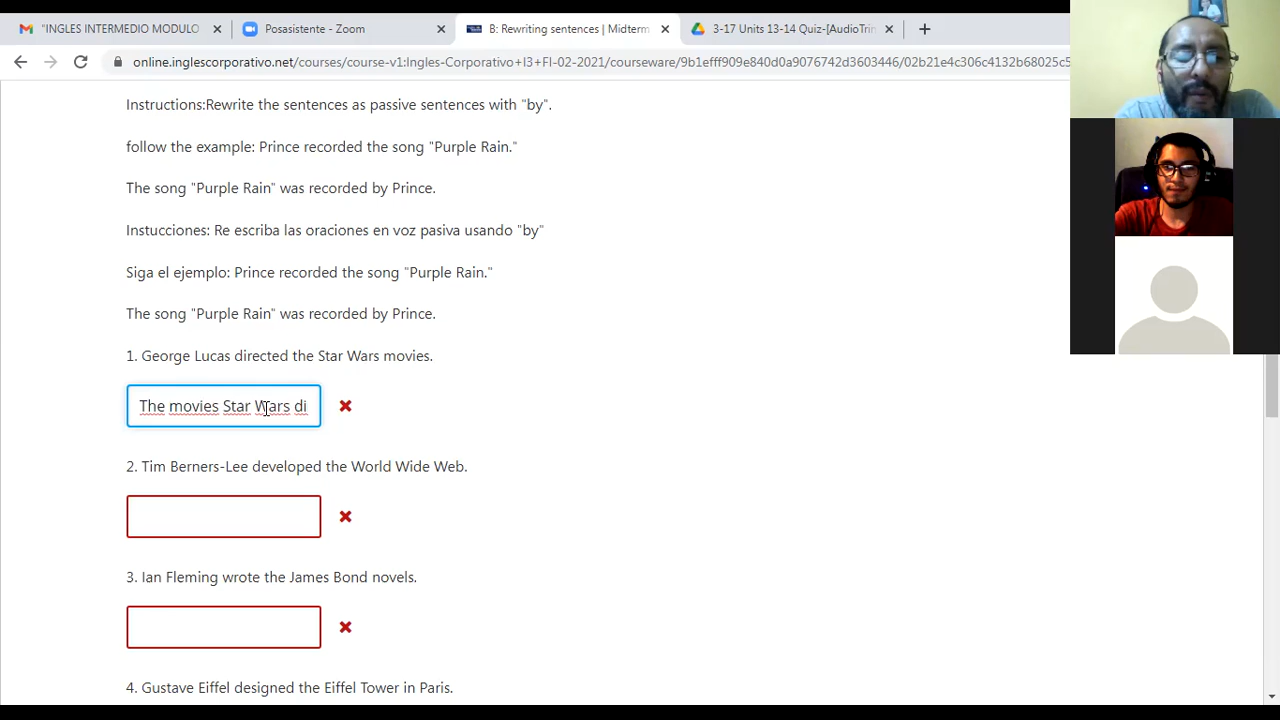 "INGLES INTERMEDIO MODULO
Posasistente - Zoom
B: Rewriting sentences | Midterm
3-17 Units 13-14 Quiz-[AudioTrim
online.inglescorporativo.net/courses/course-v1:Ingles-Corporativo+I3+FI-02-2021/courseware/9b1efff909e840d0a9076742d3603446/02b21e4c306c4132b68025c5
Instructions:Rewrite the sentences as passive sentences with "by".
follow the example: Prince recorded the song "Purple Rain."
The song "Purple Rain" was recorded by Prince.
Instucciones: Re escriba las oraciones en voz pasiva usando "by"
Siga el ejemplo: Prince recorded the song "Purple Rain."
The song "Purple Rain" was recorded by Prince.
1. George Lucas directed the Star Wars movies.
The movies Star Wars di
2. Tim Berners-Lee developed the World Wide Web.
3. Ian Fleming wrote the James Bond novels.
4. Gustave Eiffel designed the Eiffel Tower in Paris.